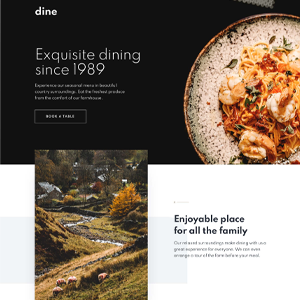 dine
Exquisite dining
since 1989
Experience our seasonal menu in beautiful
country surroundings. Eat the freshest produce
from the comfort of our farmhouse.
BOOK A TABLE
Enjoyable place
for all the family
Our relaxed surroundings make dining with us a
great experience for everyone. We can even
arrange a tour of the farm before your meal.